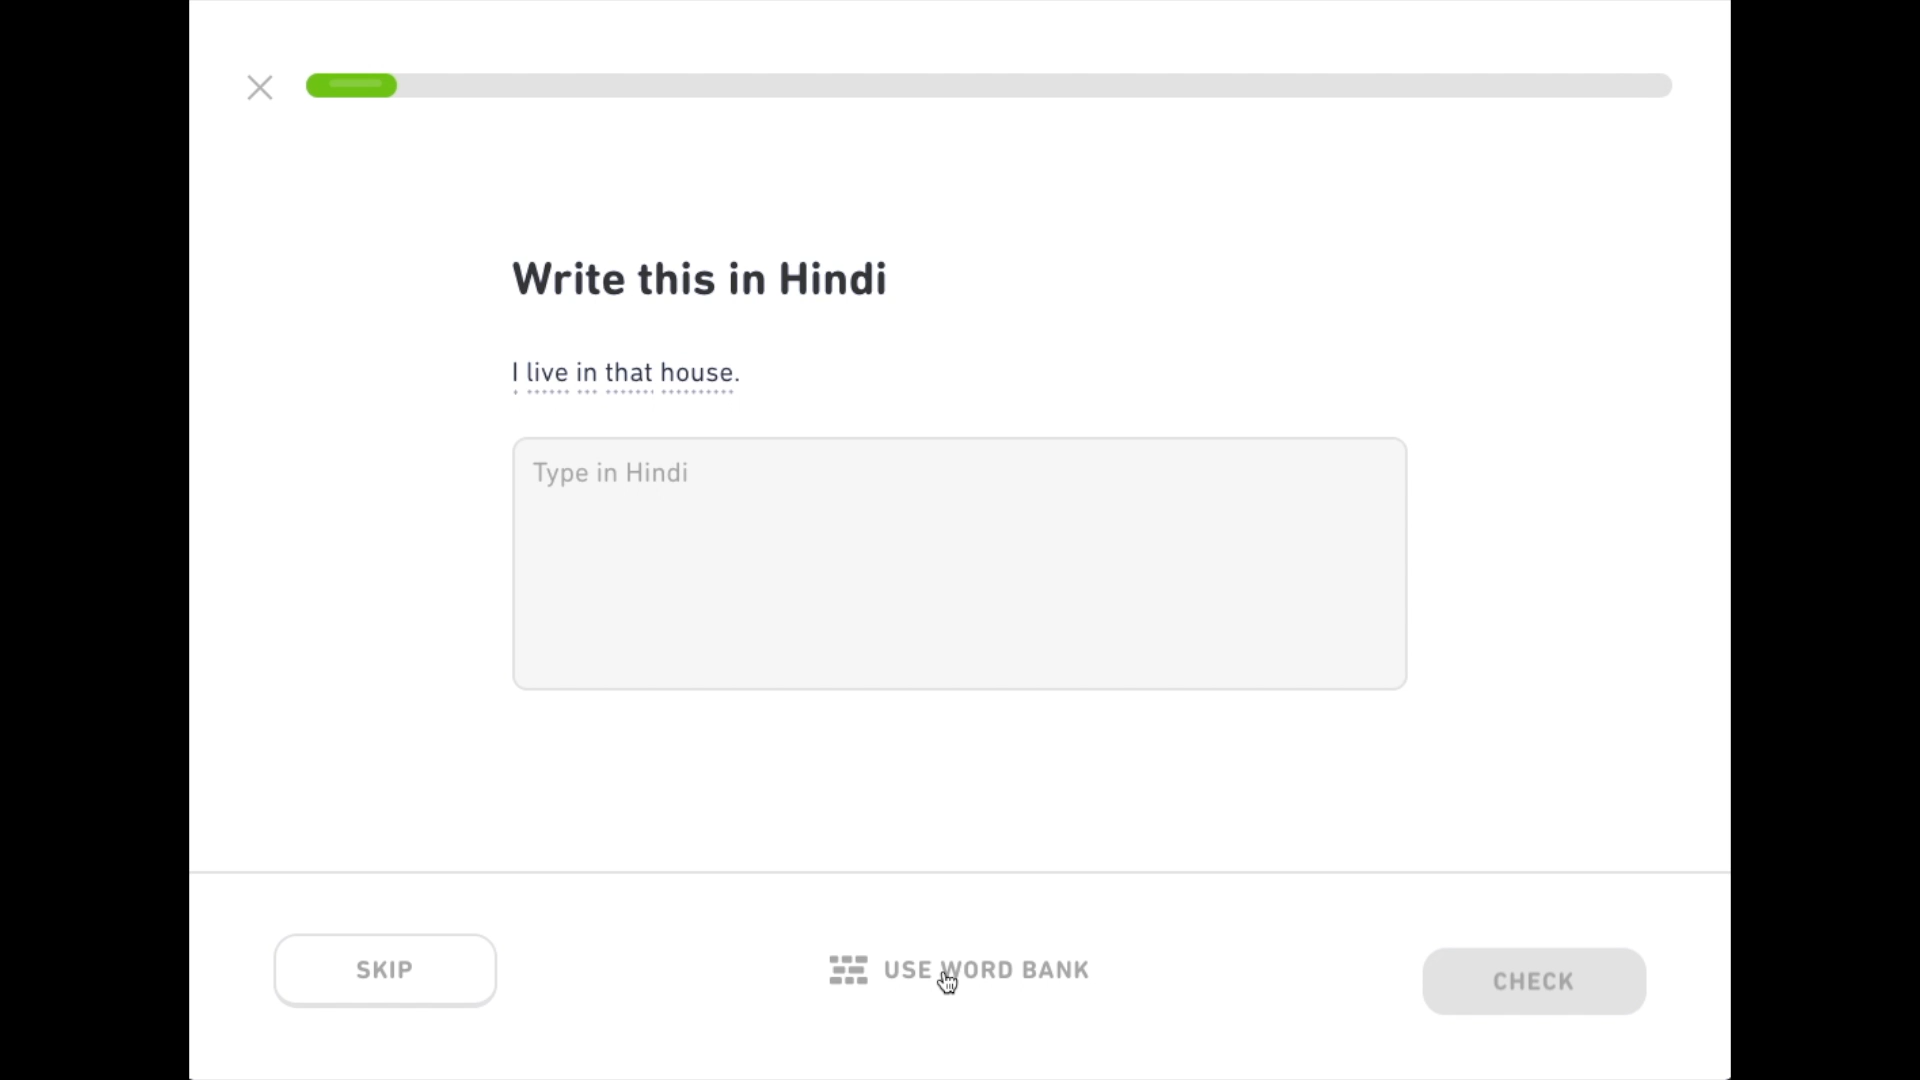 Write this in Hindi
I live in that house.
Type in Hindi
SKIP
USE WORD BANK
CHECK